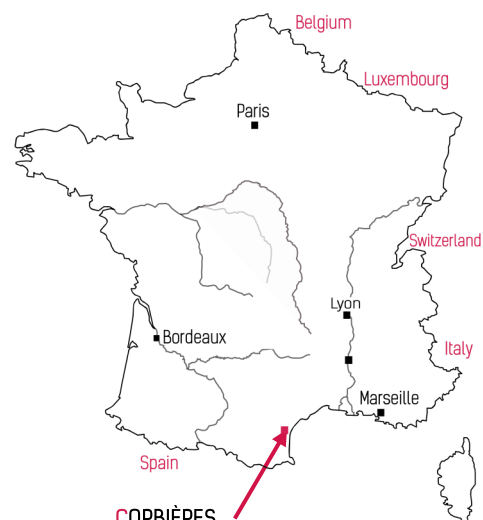 Belgium
Luxembourg
Paris
Switzerland
Lyon
Bordeaux
Italy
Marseille
Spain
CORBIÈRES